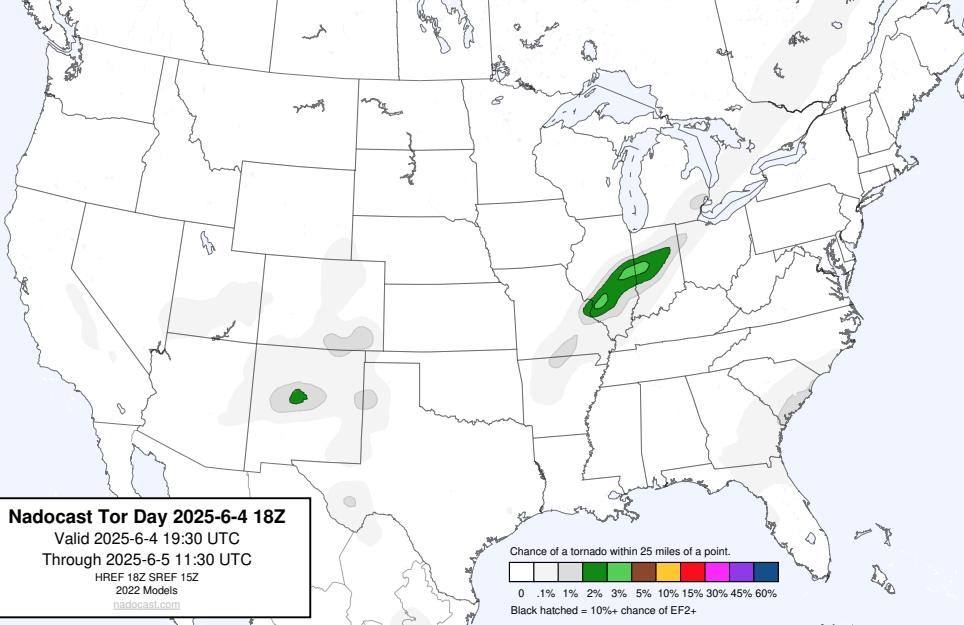 Nadocast Tor Day 2025-6-4 18Z
Valid 2025-6-4 19:30 UTC
Through 2025-6-5 11:30 UTC
HREF 18Z SREF 15Z
2022 Models
nadocast.com
Chance of a tornado within 25 miles of a point.
0 .1% 1% 2% 3% 5% 10% 15% 30% 45% 60%
Black hatched = 10%+ chance of EF2+